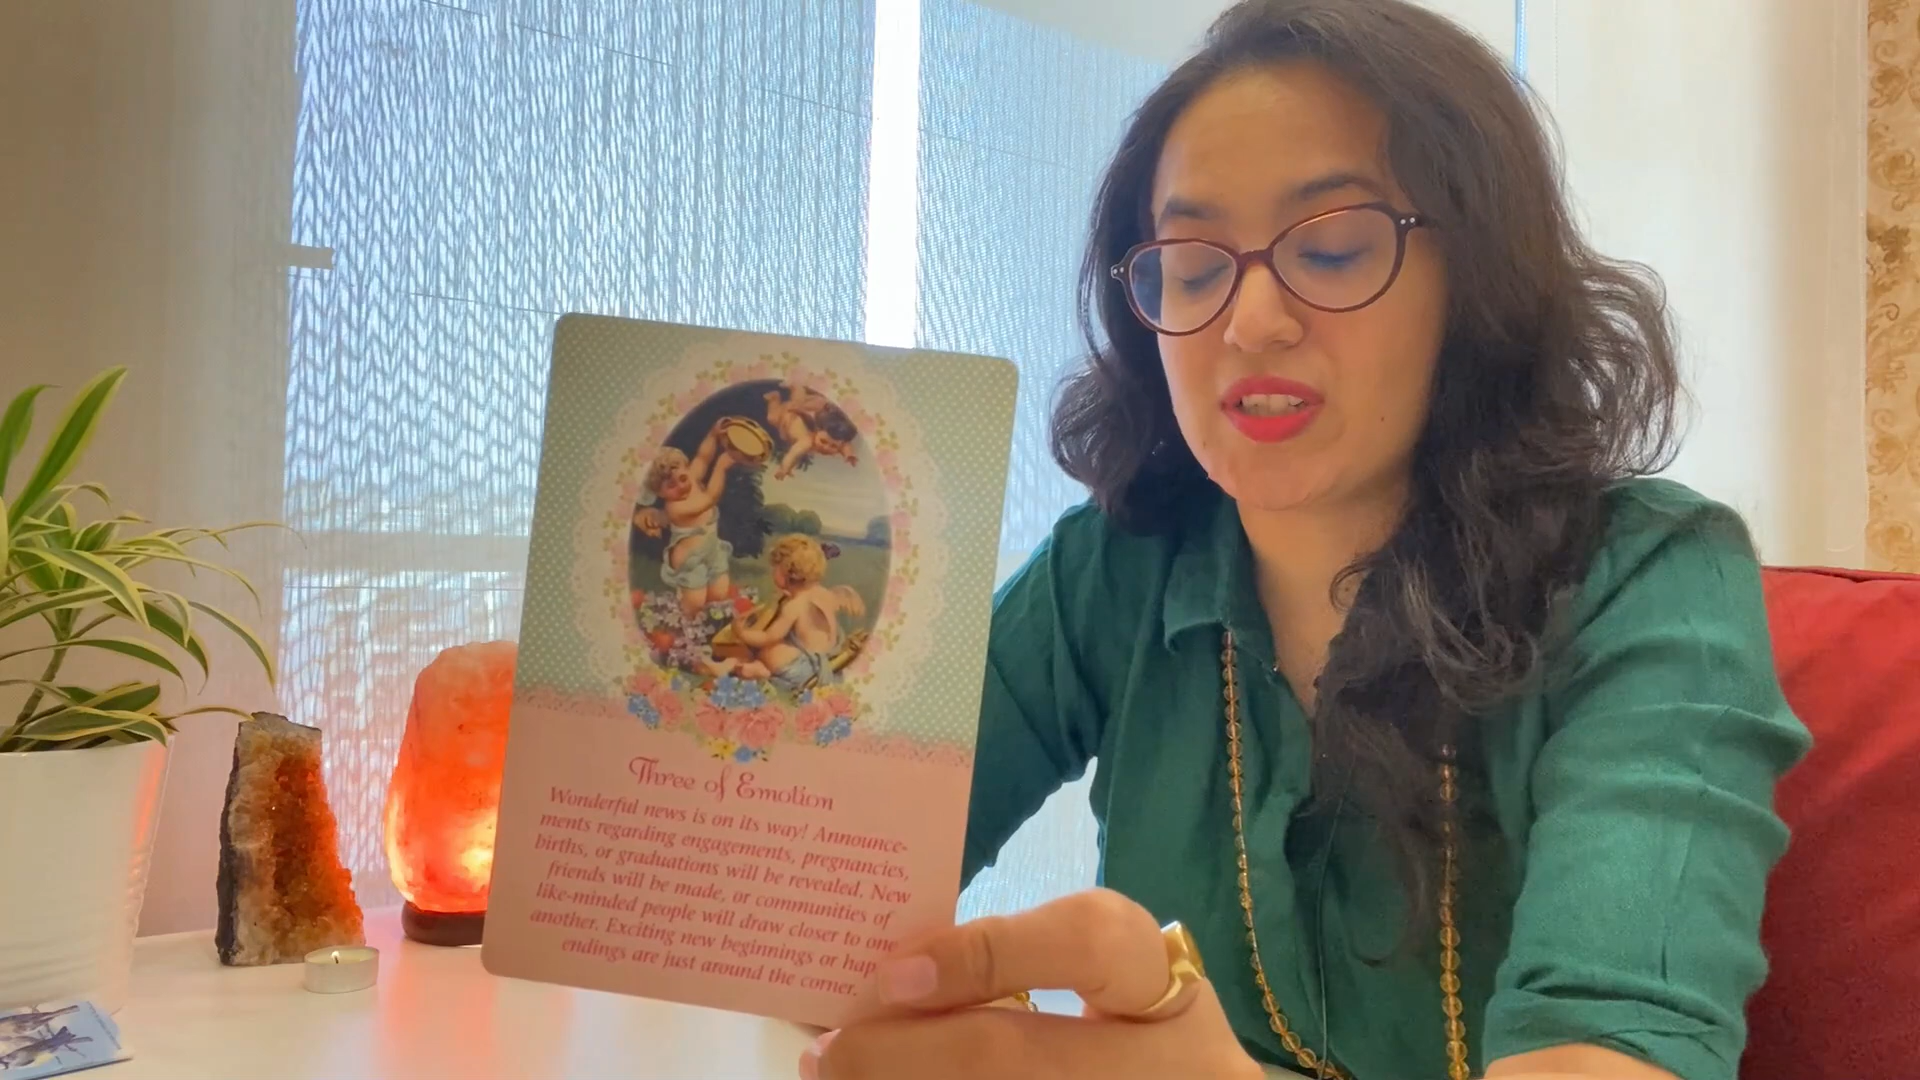 Three of Emotion
Wonderful news is on its way! Announce-
ments regarding engagements, pregnancies,
births, or graduations will be revealed. New
friends will be made, or communities of
like-minded people will draw closer to one
another. Exciting new beginnings or hap
endings are just around the corner.